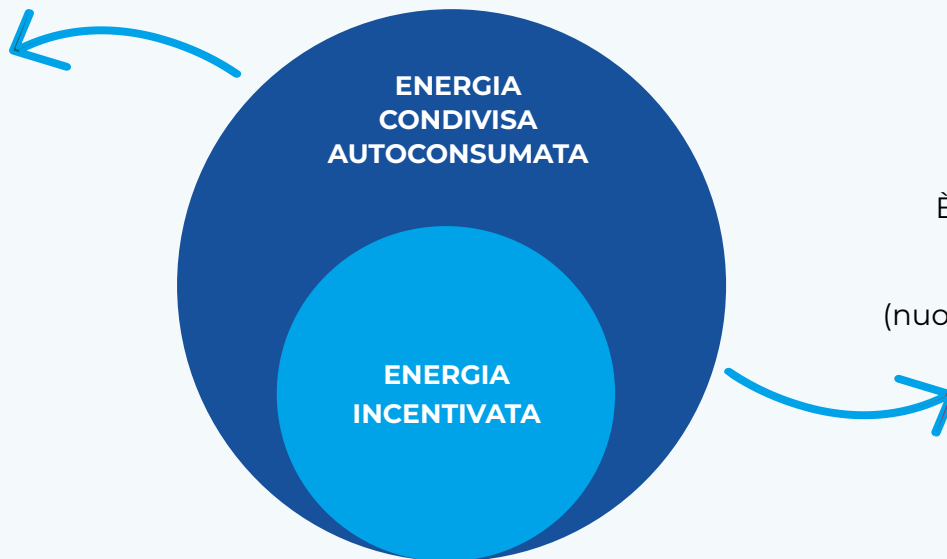 ENERGIA
CONDIVISA
AUTOCONSUMATA
È
ENERGIA
INCENTIVATA